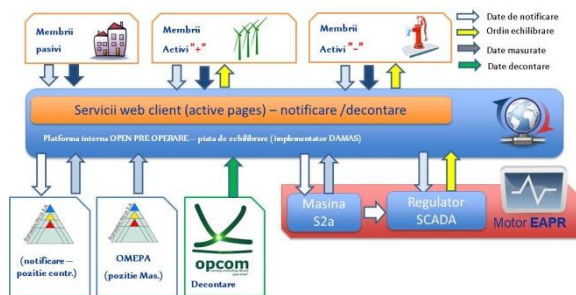 Membrii
pasivi
Membrii
Activi "+"
Membrii
Activi "-"
Date de notificare
Ordin echilibrare
Date masurate
Date decontare
Servicii web client (active pages) – notificare /decontare
Platforma interna OPEN PRE OPERARE – piata de echilibrare (implementator DAMAS)
(notificare –
pozitie contr.)
OMEPA
(pozitie Mas.)
opcom
Decontare
Masina
S2a
Regulator
SCADA
Motor EAPR